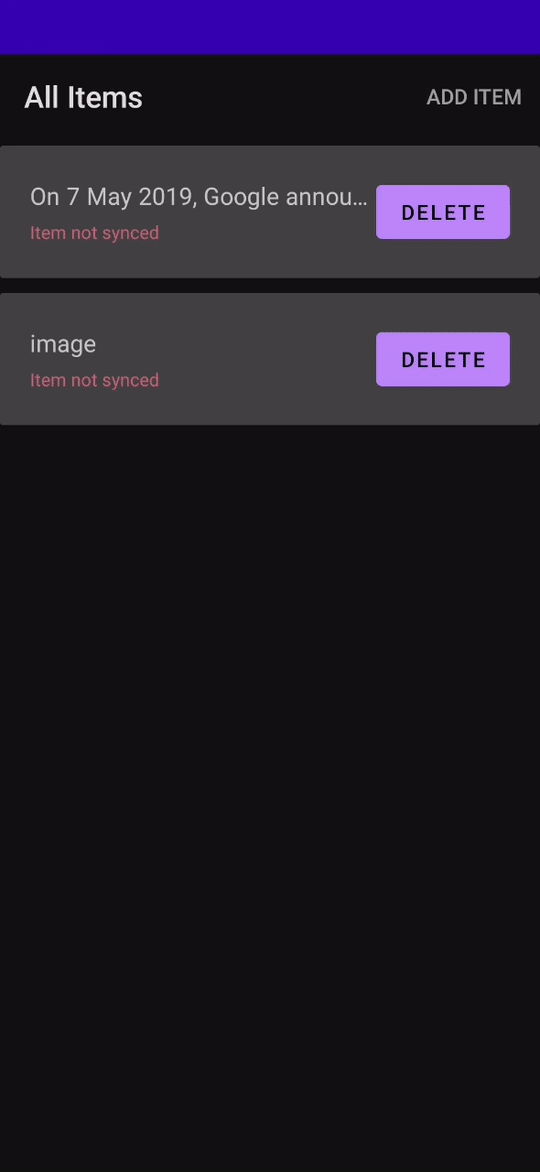 All Items
ADD ITEM
On 7 May 2019, Google annou...
Item not synced
DELETE
image
Item not synced
DELETE